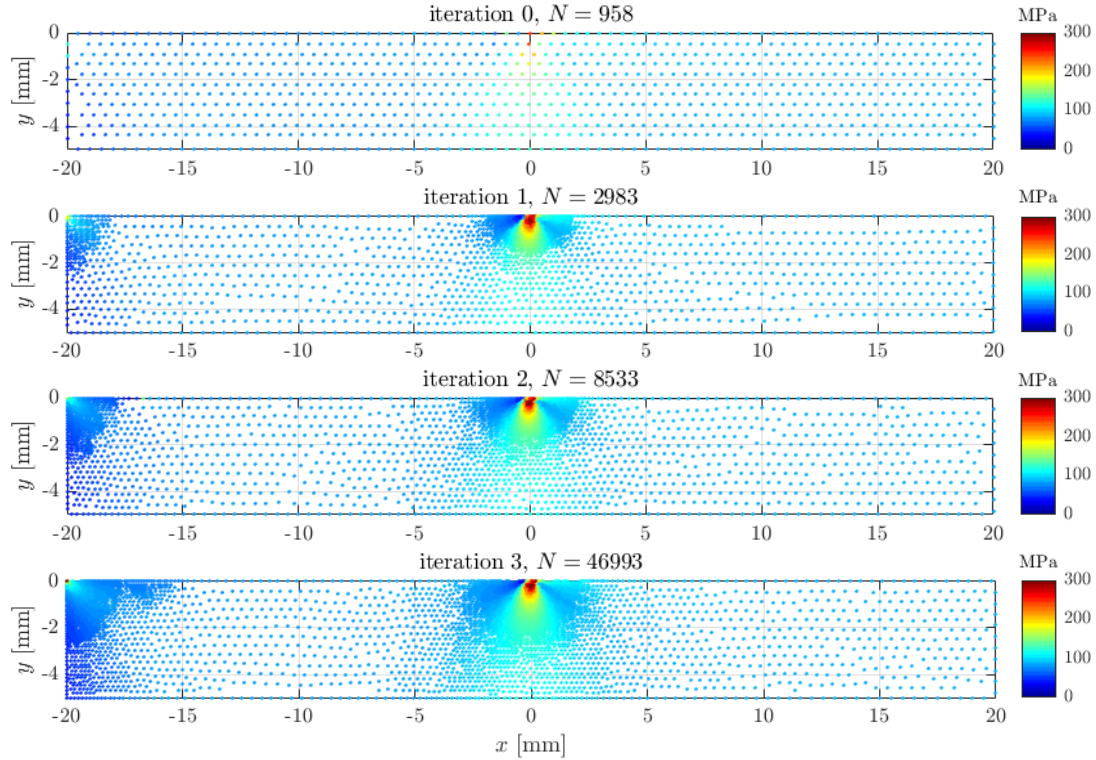 iteration 0, N = 958
MPa
0
-2
-4
y [mm]
-20 -15 -10 -5 0 5 10 15 20
300
200
100
0
iteration 1, N = 2983
MPa
0
-2
-4
y [mm]
-20 -15 -10 -5 0 5 10 15 20
300
200
100
0
iteration 2, N = 8533
MPa
0
-2
-4
y [mm]
-20 -15 -10 -5 0 5 10 15 20
300
200
100
0
iteration 3, N = 46993
MPa
0
-2
-4
y [mm]
-20 -15 -10 -5 0 5 10 15 20
300
200
100
0
x [mm]